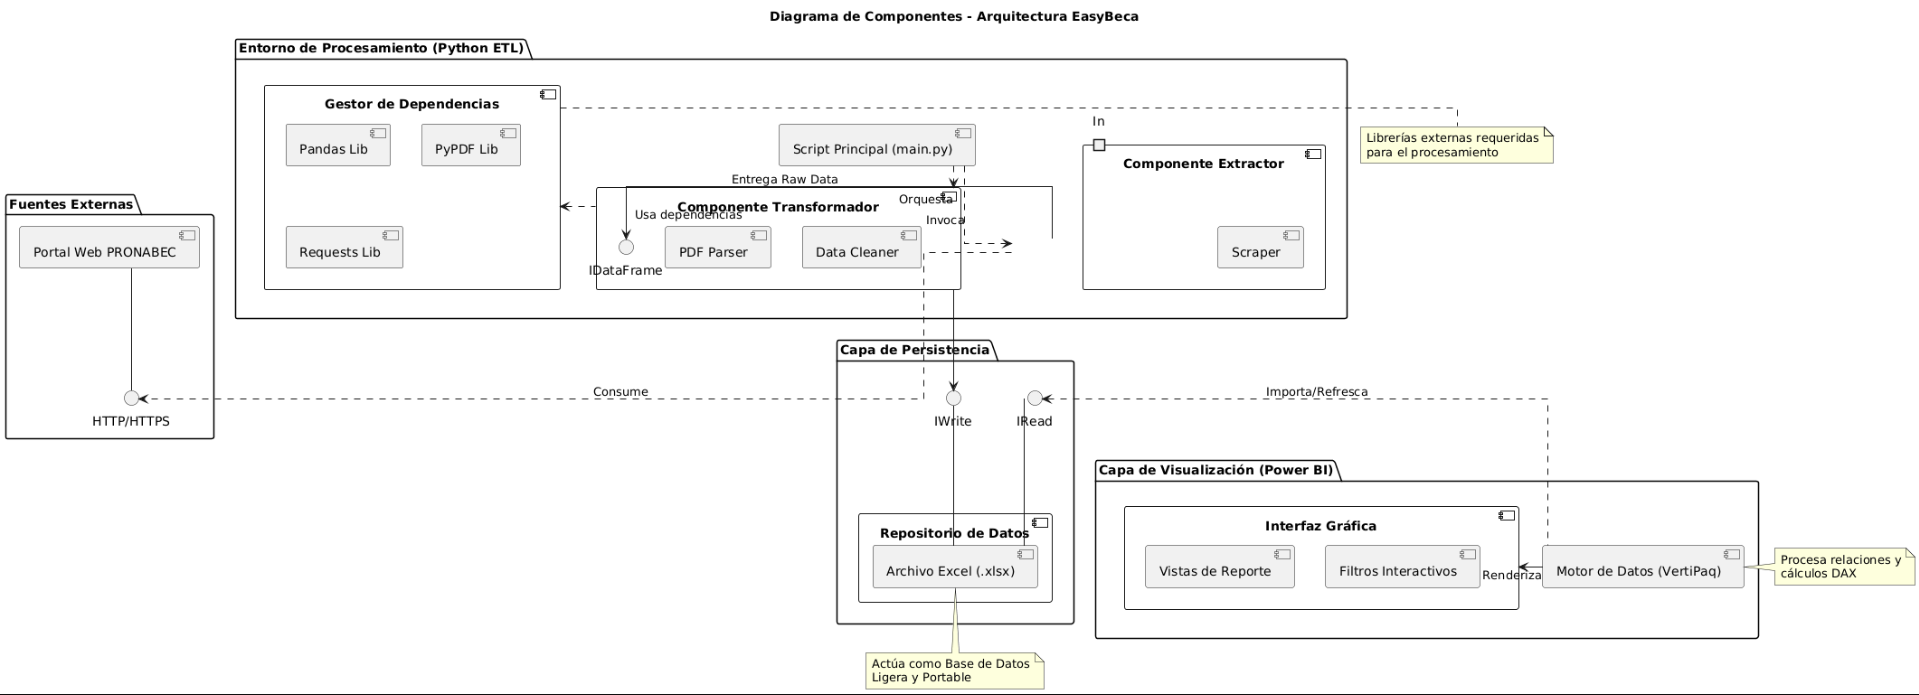 Diagrama de Componentes - Arquitectura EasyBeca
Entorno de Procesamiento (Python ETL)
Gestor de Dependencias
Pandas Lib
PyPDF Lib
Requests Lib
Script Principal (main.py)
In
Componente Extractor
Scraper
Librerías externas requeridas
para el procesamiento
Entrega Raw Data
Orquesta
Componente Transformador
Usa dependencias
Invoca
PDF Parser
Data Cleaner
IDataFrame
Fuentes Externas
Portal Web PRONABEC
HTTP/HTTPS
Consume
Capa de Persistencia
IWrite
IRead
Importa/Refresca
Repositorio de Datos
Archivo Excel (.xlsx)
Actúa como Base de Datos
Ligera y Portable
Capa de Visualización (Power BI)
Interfaz Gráfica
Vistas de Reporte
Filtros Interactivos
Renderiza
Motor de Datos (VertiPaq)
Procesa relaciones y
cálculos DAX